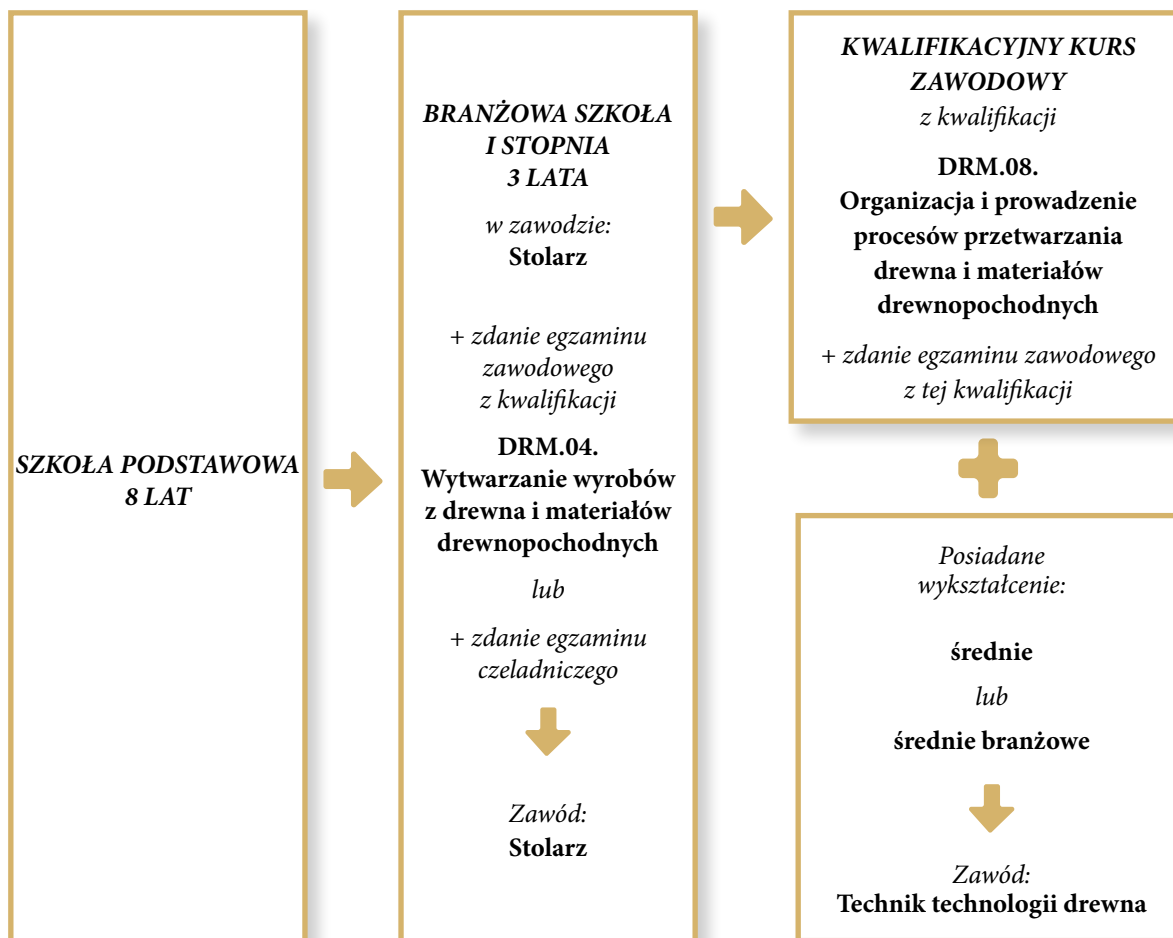 SZKOŁA PODSTAWOWA
8 LAT
BRANŻOWA SZKOŁA
I STOPNIA
3 LATA
w zawodzie:
Stolarz
+ zdanie egzaminu
zawodowego
z kwalifikacji
DRM.04.
Wytwarzanie wyrobów
z drewna i materiałów
drewnopochodnych
lub
+ zdanie egzaminu
czeladniczego
Zawód:
Stolarz
KWALIFIKACYJNY KURS
ZAWODOWY
z kwalifikacji
DRM.08.
Organizacja i prowadzenie
procesów przetwarzania
drewna i materiałów
drewnopochodnych
+ zdanie egzaminu zawodowego
z tej kwalifikacji
Posiadane
wykształcenie:
średnie
lub
średnie branżowe
Zawód:
Technik technologii drewna